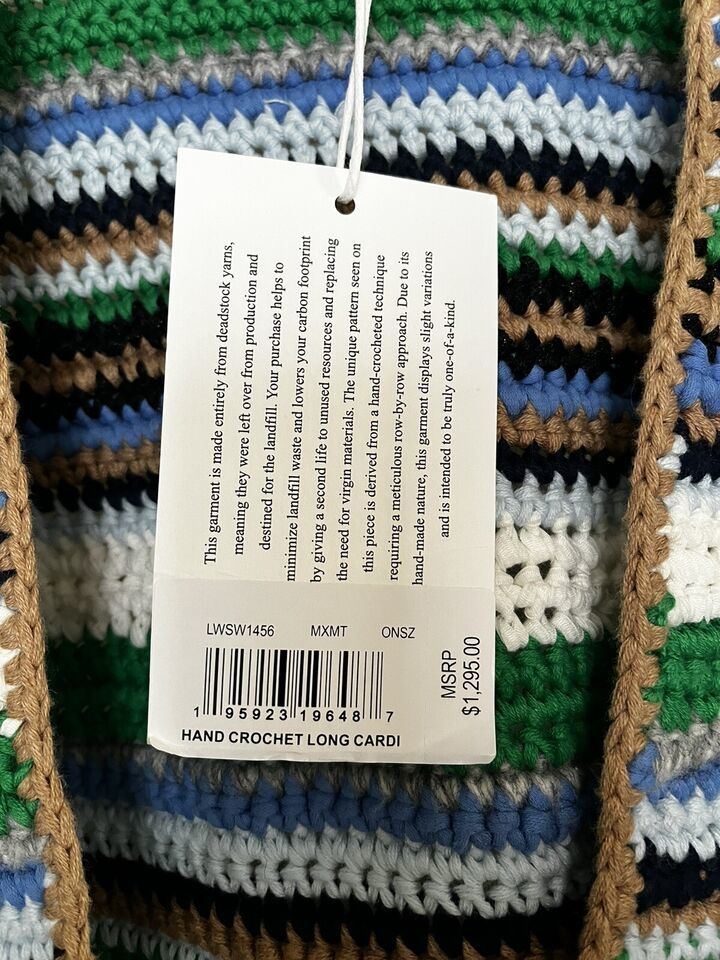 This garment is made entirely from deadstock yarns,
meaning they were left over from production and
destined for the landfill. Your purchase helps to
minimize landfill waste and lowers your carbon footprint
by giving a second life to unused resources and replacing
the need for virgin materials. The unique pattern seen on
this piece is derived from a hand-crocheted technique
requiring a meticulous row-by-row approach. Due to its
hand-made nature, this garment displays slight variations
and is intended to be truly one-of-a-kind.
LWSW1456 MXMT ONSZ
1 95923 19648 7
HAND CROCHET LONG CARDI
MSRP
$1,295.00